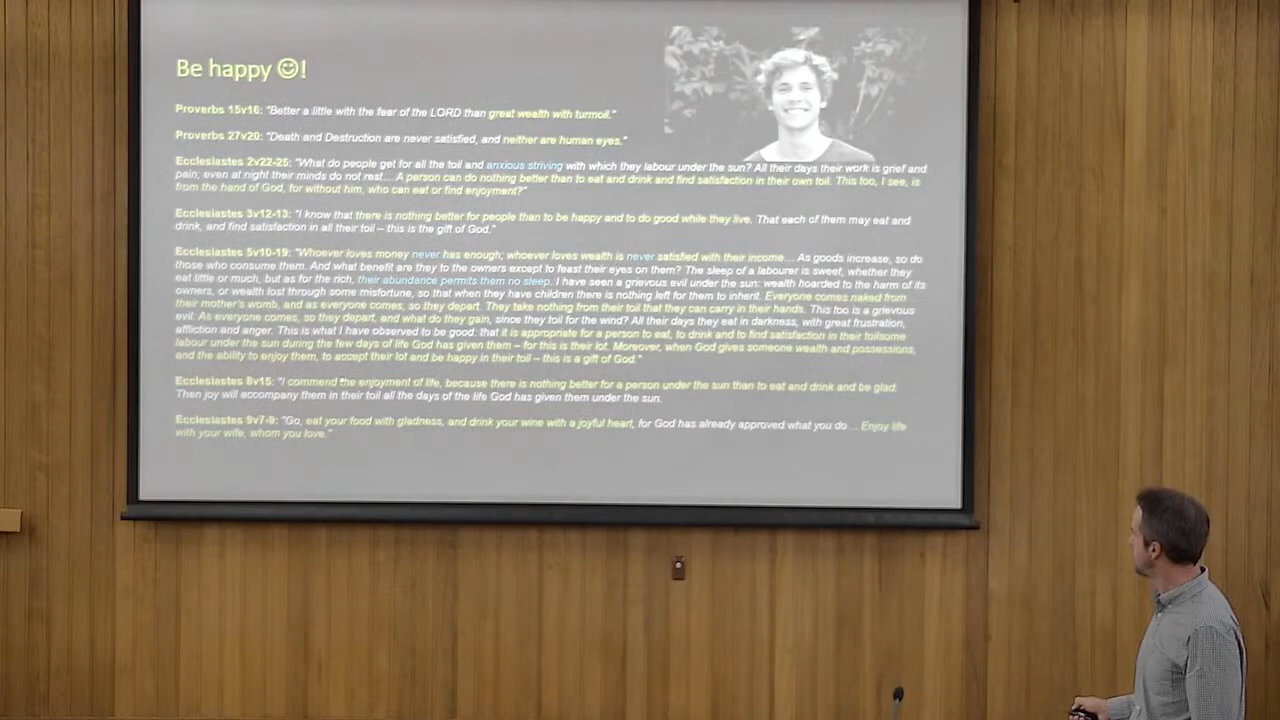 Be happy ☺!
Proverbs 15v16: "Better a little with the fear of the LORD than great wealth with turmoil."
Proverbs 27v20: "Death and Destruction are never satisfied, and neither are human eyes."
Ecclesiastes 2v22-25: "What do people get for all the toil and anxious striving with which they labour under the sun? All their days their work is grief and
pain; even at night their minds do not rest… A person can do nothing better than to eat and drink and find satisfaction in their own toil. This too, I see, is
from the hand of God, for without him, who can eat or find enjoyment?"
Ecclesiastes 3v12-13: "I know that there is nothing better for people than to be happy and to do good while they live. That each of them may eat and
drink, and find satisfaction in all their toil – this is the gift of God."
Ecclesiastes 5v10-19: "Whoever loves money never has enough; whoever loves wealth is never satisfied with their income… As goods increase, so do
those who consume them. And what benefit are they to the owners except to feast their eyes on them? The sleep of a labourer is sweet, whether they
eat little or much, but as for the rich, their abundance permits them no sleep. I have seen a grievous evil under the sun: wealth hoarded to the harm of its
owners, or wealth lost through some misfortune, so that when they have children there is nothing left for them to inherit. Everyone comes naked from
their mother's womb, and as everyone comes, so they depart. They take nothing from their toil that they can carry in their hands. This too is a grievous
evil: As everyone comes, so they depart, and what do they gain, since they toil for the wind? All their days they eat in darkness, with great frustration,
affliction and anger. This is what I have observed to be good: that it is appropriate for a person to eat, to drink and to find satisfaction in their toilsome
labour under the sun during the few days of life God has given them – for this is their lot. Moreover, when God gives someone wealth and possessions,
and the ability to enjoy them, to accept their lot and be happy in their toil – this is a gift of God."
Ecclesiastes 8v15: "I commend the enjoyment of life, because there is nothing better for a person under the sun than to eat and drink and be glad.
Then joy will accompany them in their toil all the days of the life God has given them under the sun.
Ecclesiastes 9v7-9: "Go, eat your food with gladness, and drink your wine with a joyful heart, for God has already approved what you do… Enjoy life
with your wife, whom you love."